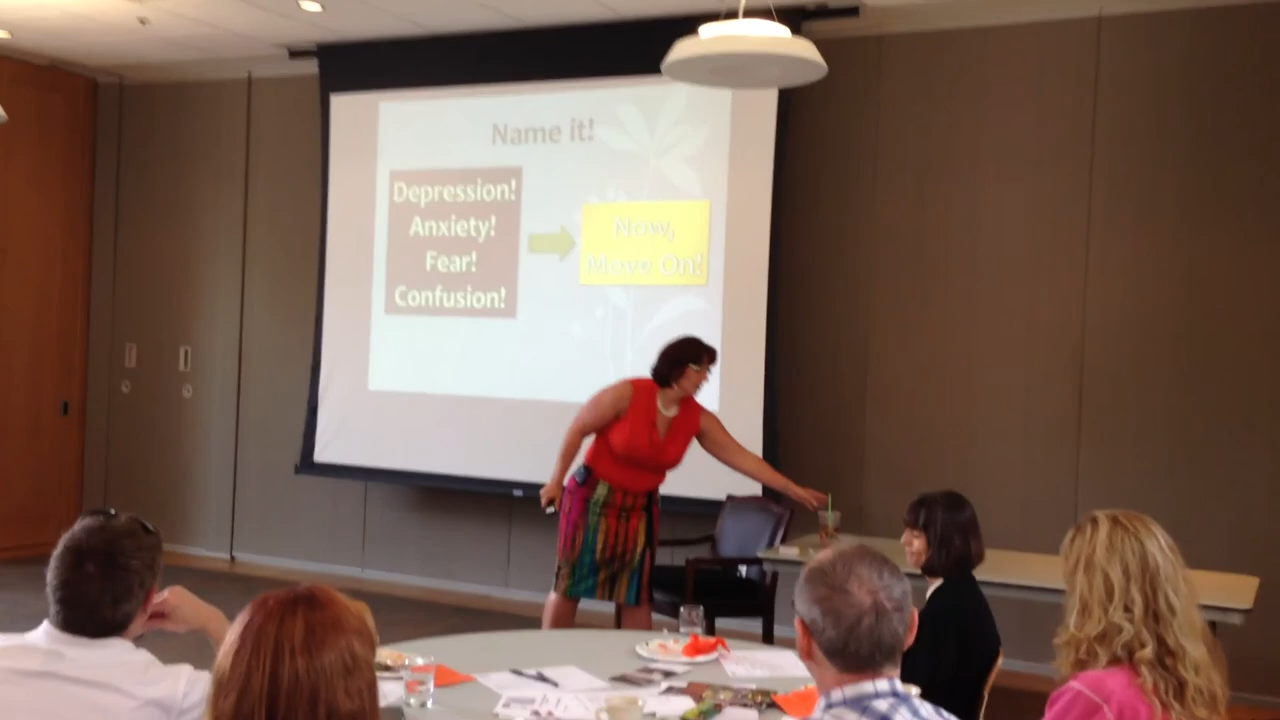 Name it!
Depression!
Anxiety!
Fear!
Confusion!
Now,
Move On!